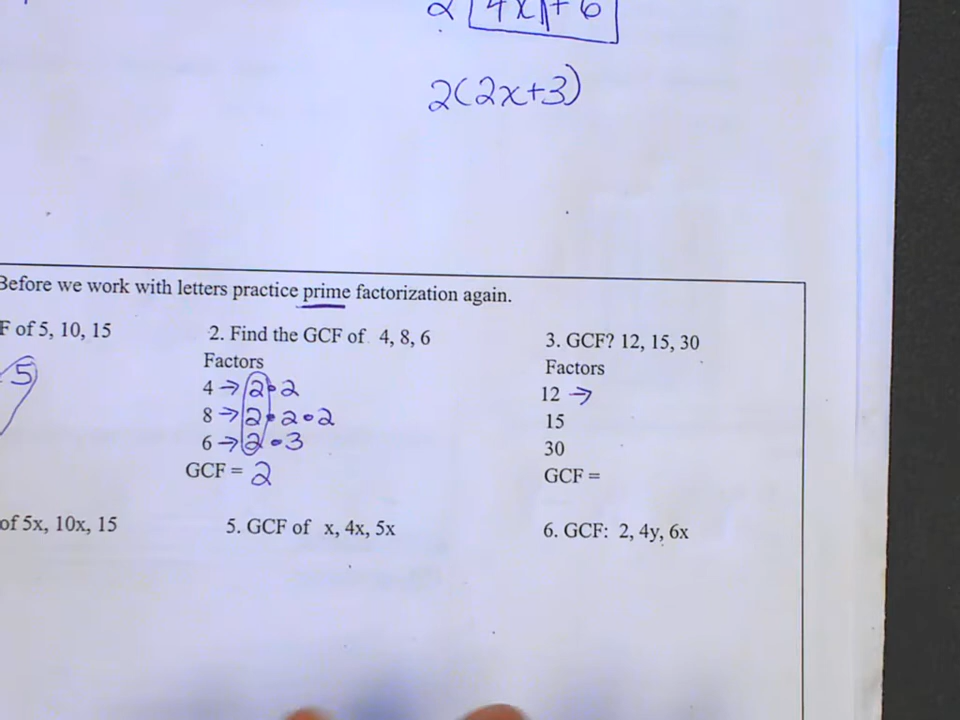 2 4x + 6
2(2x+3)
Before we work with letters practice prime factorization again.
F of 5, 10, 15
5
2. Find the GCF of 4, 8, 6
Factors
4 → 2•2
8 → 2•2•2
6 → 2•3
GCF = 2
3. GCF? 12, 15, 30
Factors
12 →
15
30
GCF =
of 5x, 10x, 15
5. GCF of x, 4x, 5x
6. GCF: 2, 4y, 6x